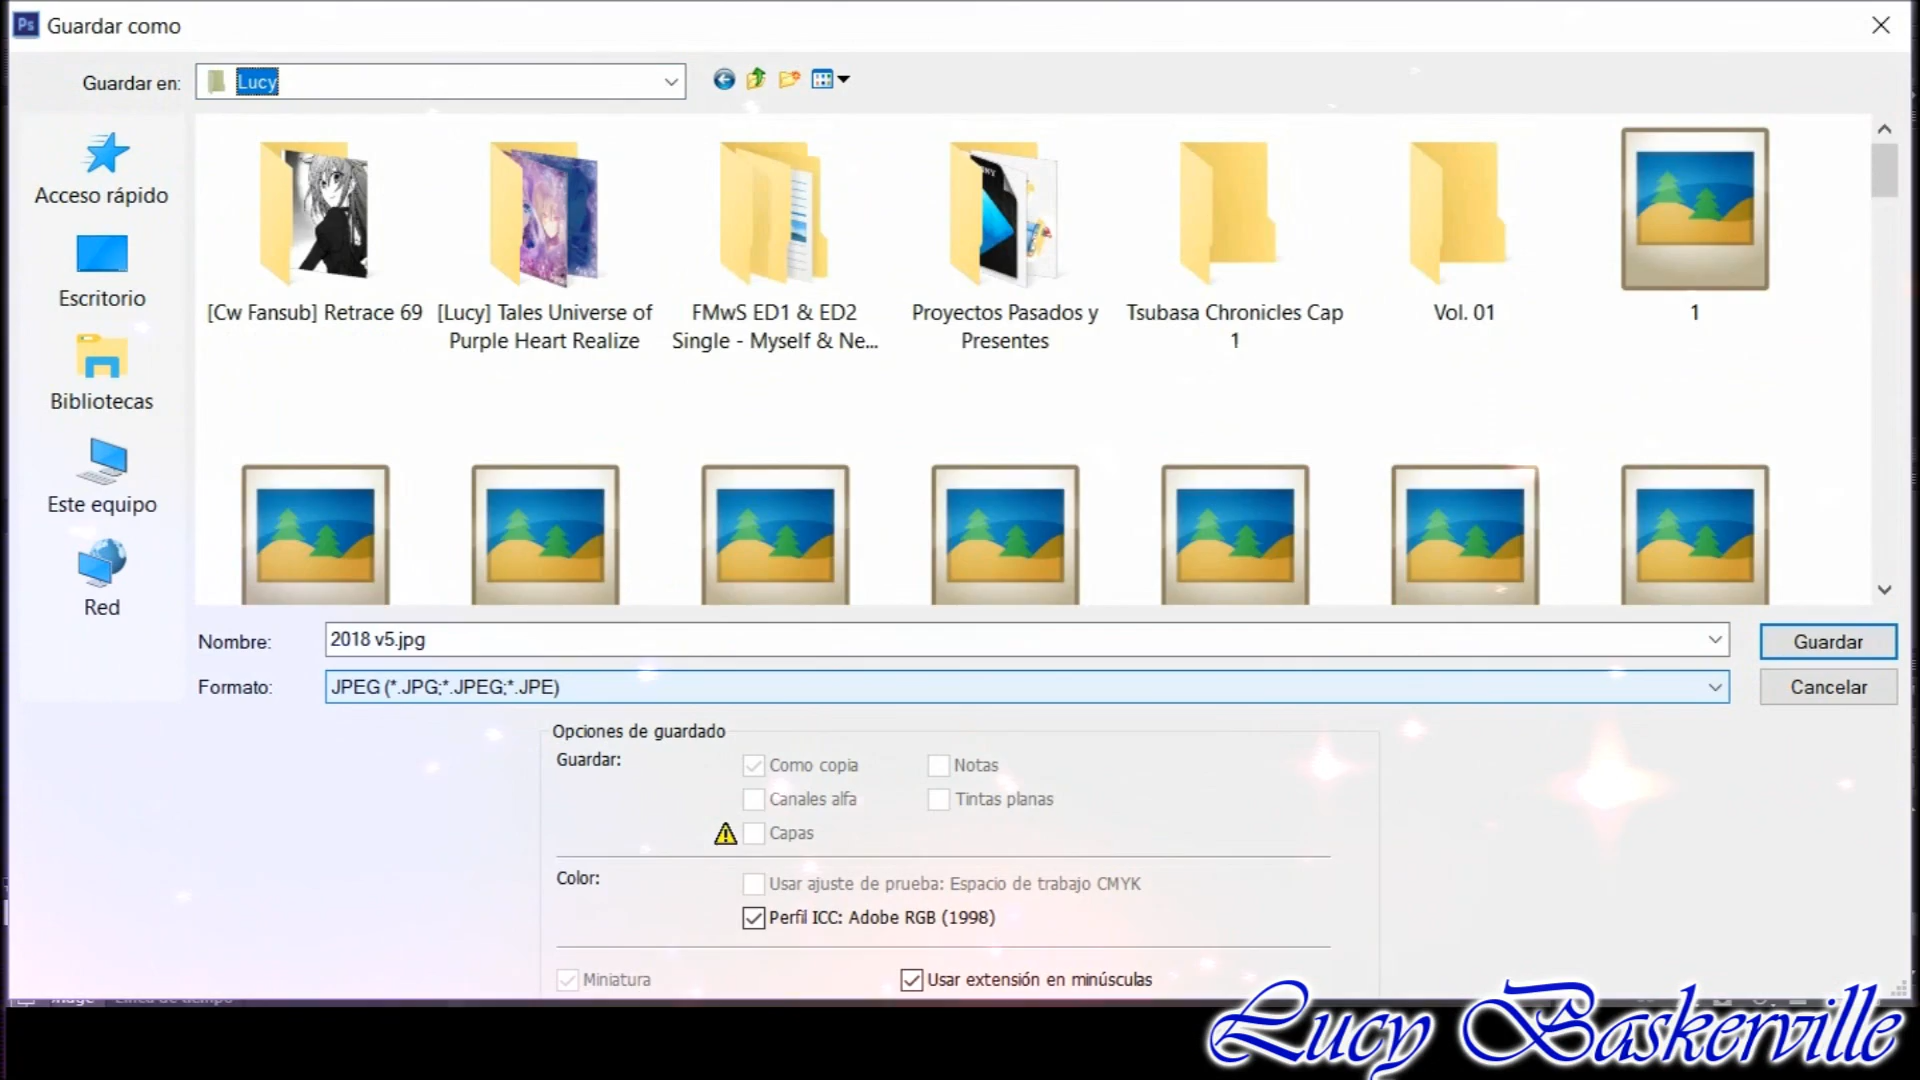 Ps Guardar como
Guardar en: Lucy
Acceso rápido
Escritorio
Bibliotecas
Este equipo
Red
[Cw Fansub] Retrace 69
[Lucy] Tales Universe of
Purple Heart Realize
FMwS ED1 & ED2
Single - Myself & Ne...
Proyectos Pasados y
Presentes
Tsubasa Chronicles Cap
1
Vol. 01
1
Nombre: 2018 v5.jpg
Guardar
Formato: JPEG (*.JPG;*.JPEG;*.JPE)
Cancelar
Opciones de guardado
Guardar:
Como copia
Notas
Canales alfa
Tintas planas
Capas
Color:
Usar ajuste de prueba: Espacio de trabajo CMYK
Perfil ICC: Adobe RGB (1998)
Miniatura
Usar extensión en minúsculas
Lucy Baskerville